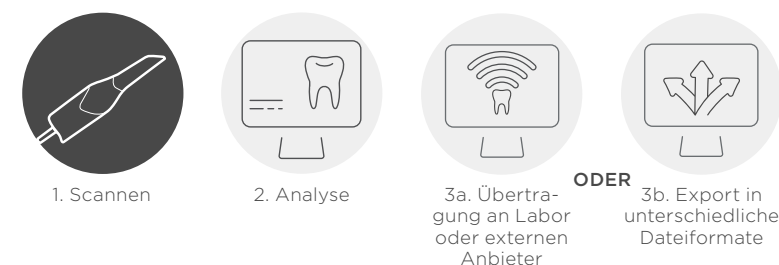 1. Scannen
2. Analyse
3a. Übertra-
gung an Labor
oder externen
Anbieter
ODER
3b. Export in
unterschiedliche
Dateiformate